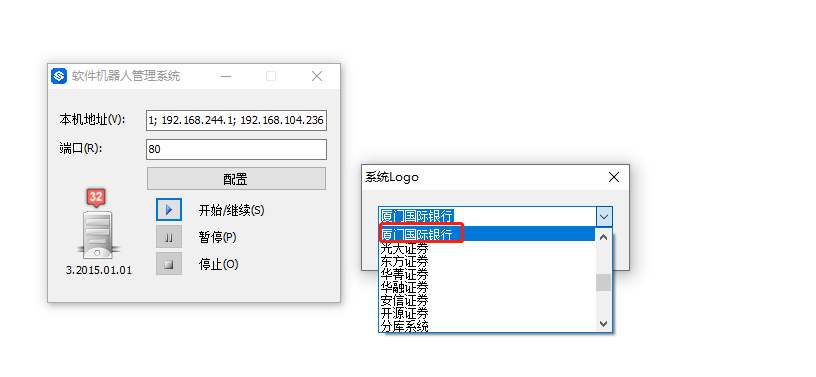 软件机器人管理系统
本机地址(V): 1; 192.168.244.1; 192.168.104.236
端口(R): 80
配置
32
开始/继续(S)
暂停(P)
停止(O)
3.2015.01.01
系统Logo
厦门国际银行
厦门国际银行
光大证券
东方证券
华菁证券
华融证券
安信证券
开源证券
分库系统